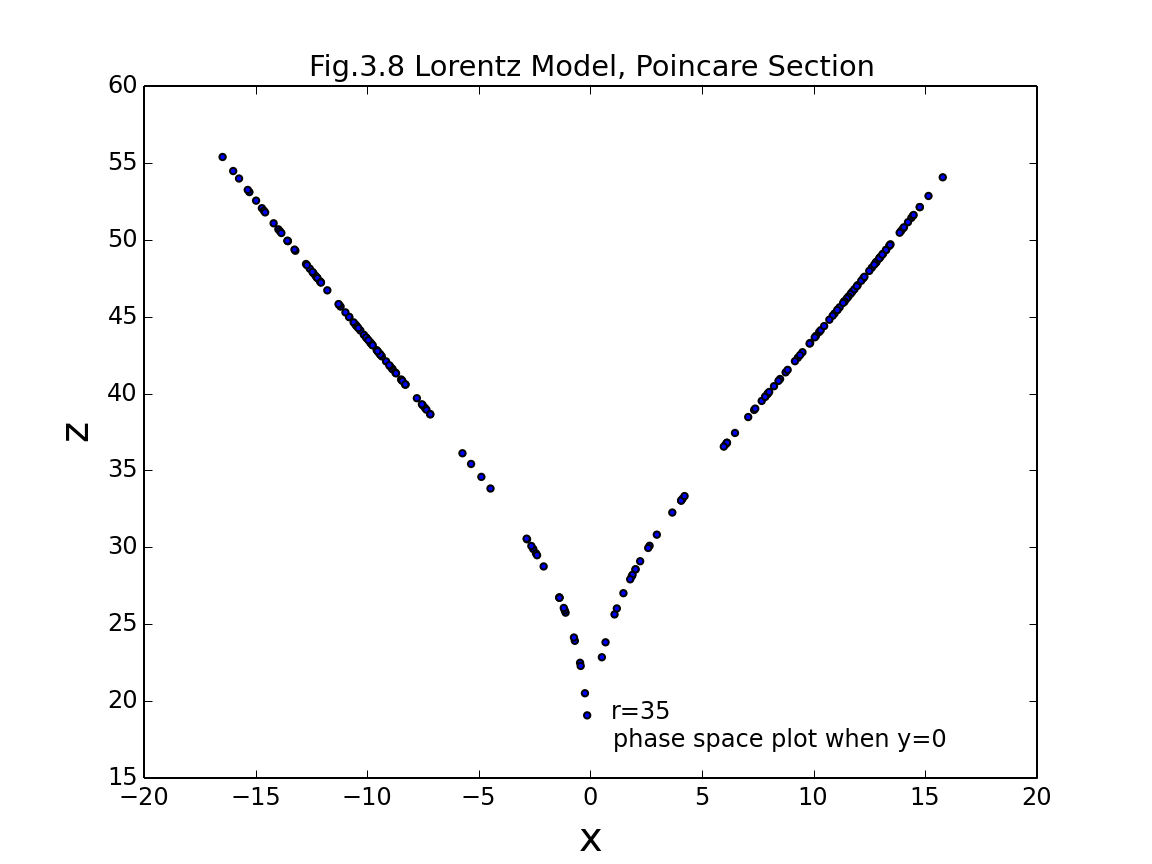 Fig.3.8 Lorentz Model, Poincare Section
60
55
50
45
40
35
30
25
20
15
z
r=35
phase space plot when y=0
−20 −15 −10 −5 0 5 10 15 20
x